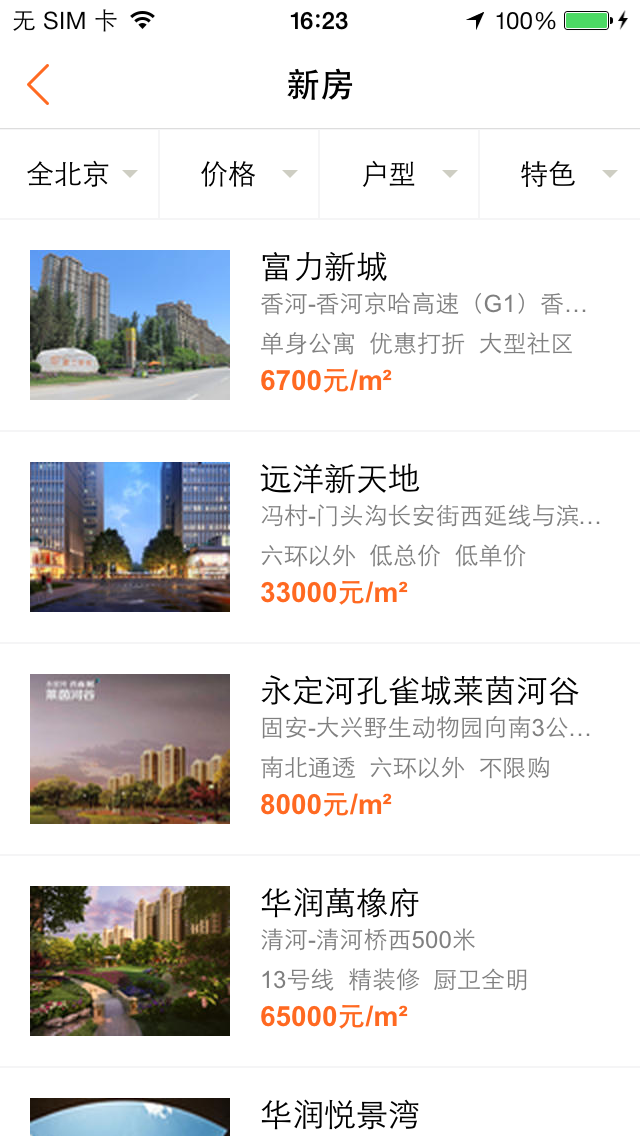 无 SIM 卡 16:23 100%
新房
全北京 价格 户型 特色
富力新城
香河-香河京哈高速（G1）香…
单身公寓 优惠打折 大型社区
6700元/m²
远洋新天地
冯村-门头沟长安街西延线与滨…
六环以外 低总价 低单价
33000元/m²
莱茵河谷
永定河孔雀城莱茵河谷
固安-大兴野生动物园向南3公…
南北通透 六环以外 不限购
8000元/m²
华润萬橡府
清河-清河桥西500米
13号线 精装修 厨卫全明
65000元/m²
华润悦景湾